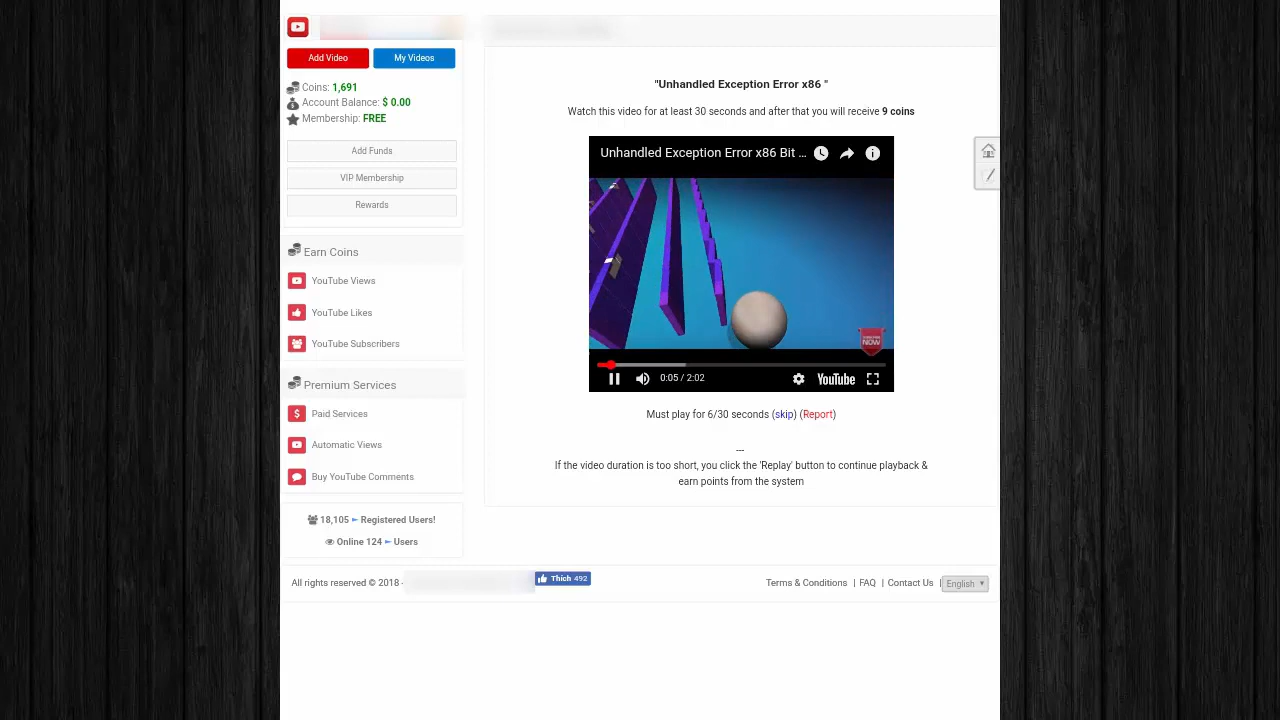 Add Video
My Videos
Coins: 1,691
Account Balance: $ 0.00
Membership: FREE
Add Funds
VIP Membership
Rewards
Earn Coins
YouTube Views
YouTube Likes
YouTube Subscribers
Premium Services
Paid Services
Automatic Views
Buy YouTube Comments
18,105 ► Registered Users!
Online 124 ► Users
"Unhandled Exception Error x86 "
Watch this video for at least 30 seconds and after that you will receive 9 coins
Unhandled Exception Error x86 Bit ...
NOW
0:05 / 2:02
YouTube
Must play for 6/30 seconds (skip) (Report)
---
If the video duration is too short, you click the 'Replay' button to continue playback &
earn points from the system
All rights reserved © 2018 -
Thích 492
Terms & Conditions | FAQ | Contact Us | English